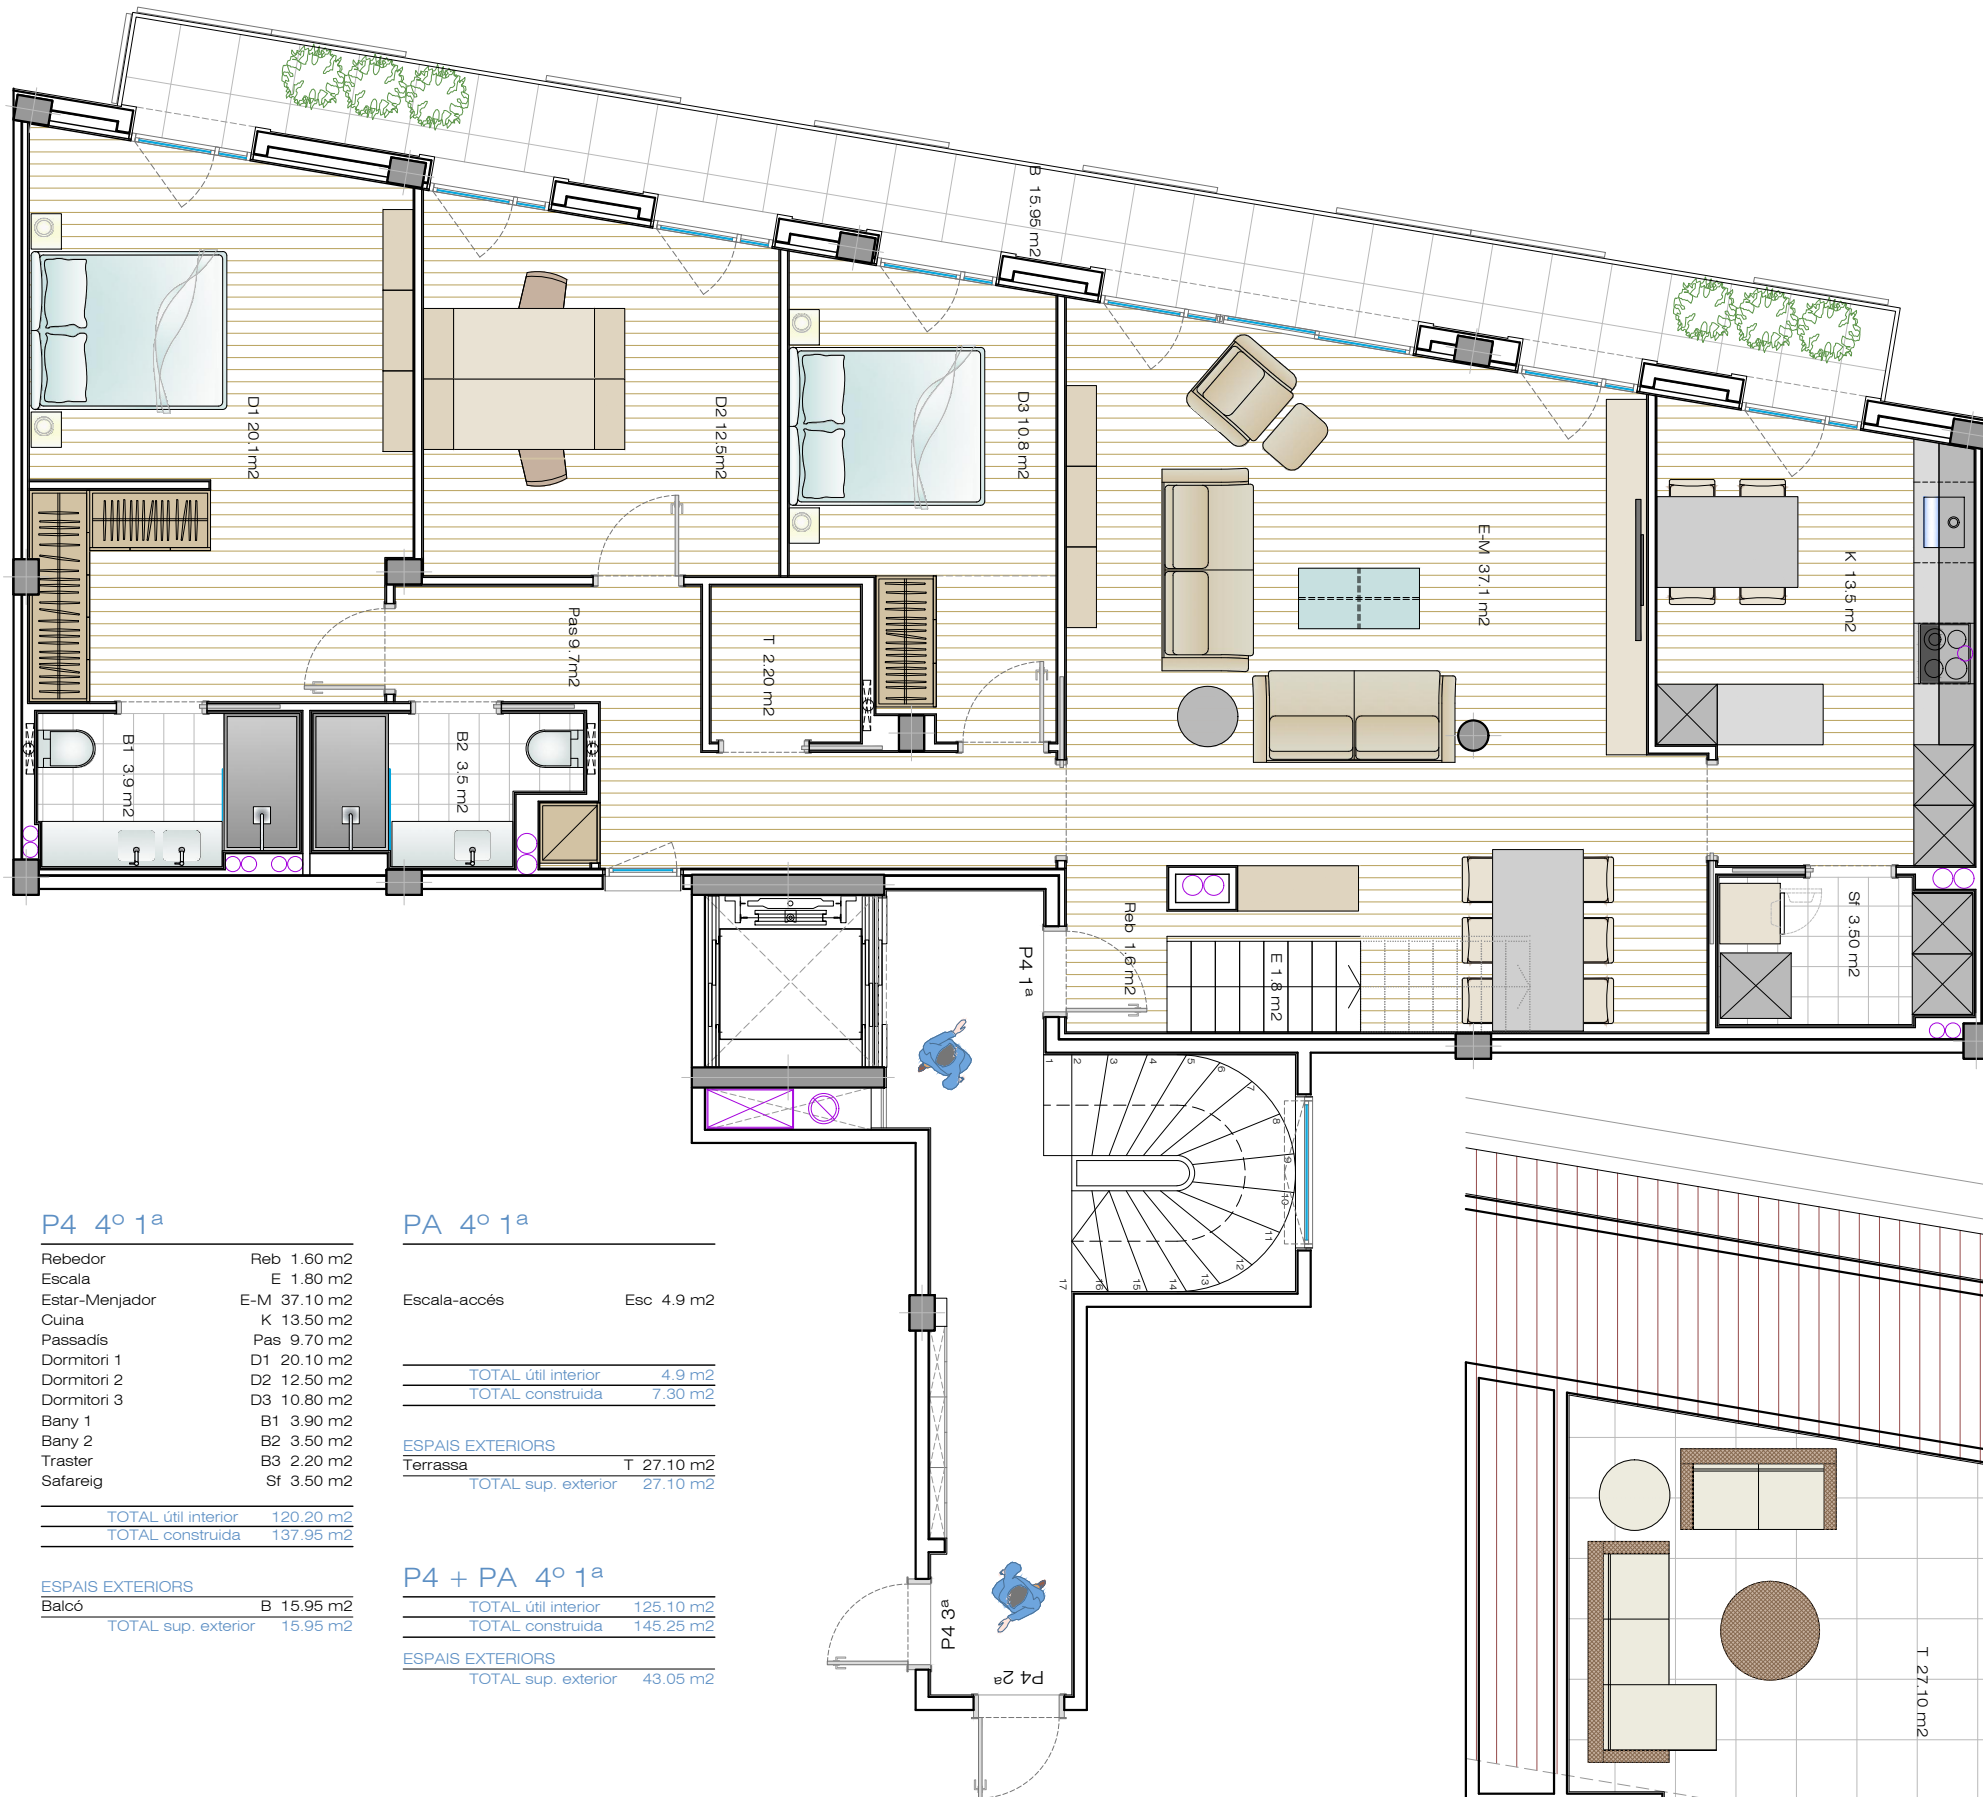 B 15.95 m2
D1 20.1m2
D2 12.5m2
D3 10.8m2
E-M 37.1 m2
K 13.5 m2
Pas 9.7m2
T 2.20 m2
B1 3.9 m2
B2 3.5 m2
Reb 1.6 m2
E 1.8 m2
Sf 3.50 m2
P4 1ª
1
2
3
4
5
6
7
8
9
10
11
12
13
14
15
16
17
P4 3ª
P4 2ª
T 27.10 m2
P4 4º 1ª
Rebedor Reb 1.60 m2
Escala E 1.80 m2
Estar-Menjador E-M 37.10 m2
Cuina K 13.50 m2
Passadís Pas 9.70 m2
Dormitori 1 D1 20.10 m2
Dormitori 2 D2 12.50 m2
Dormitori 3 D3 10.80 m2
Bany 1 B1 3.90 m2
Bany 2 B2 3.50 m2
Traster B3 2.20 m2
Safareig Sf 3.50 m2
TOTAL útil interior 120.20 m2
TOTAL construida 137.95 m2
ESPAIS EXTERIORS
Balcó B 15.95 m2
TOTAL sup. exterior 15.95 m2
PA 4º 1ª
Escala-accés Esc 4.9 m2
TOTAL útil interior 4.9 m2
TOTAL construida 7.30 m2
ESPAIS EXTERIORS
Terrassa T 27.10 m2
TOTAL sup. exterior 27.10 m2
P4 + PA 4º 1ª
TOTAL útil interior 125.10 m2
TOTAL construida 145.25 m2
ESPAIS EXTERIORS
TOTAL sup. exterior 43.05 m2